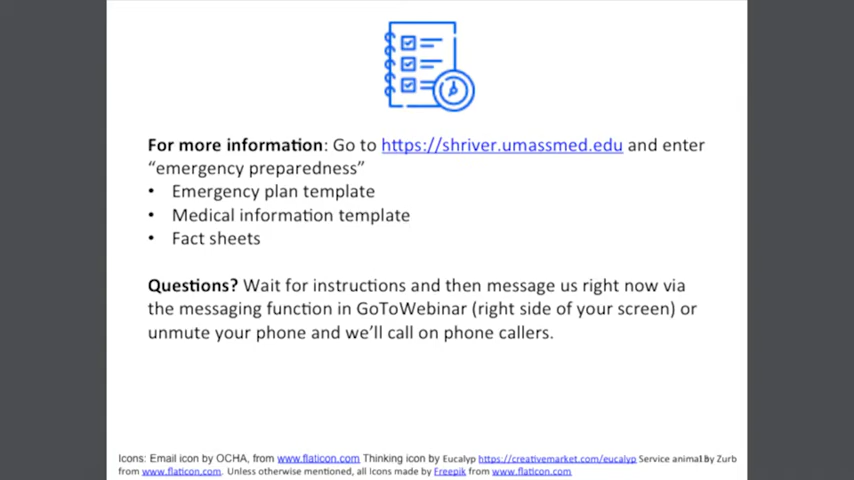 For more information: Go to https://shriver.umassmed.edu and enter
“emergency preparedness”
• Emergency plan template
• Medical information template
• Fact sheets
Questions? Wait for instructions and then message us right now via
the messaging function in GoToWebinar (right side of your screen) or
unmute your phone and we’ll call on phone callers.
Icons: Email icon by OCHA, from www.flaticon.com Thinking icon by Eucalyp https://creativemarket.com/eucalyp Service animal By Zurb
from www.flaticon.com. Unless otherwise mentioned, all Icons made by Freepik from www.flaticon.com